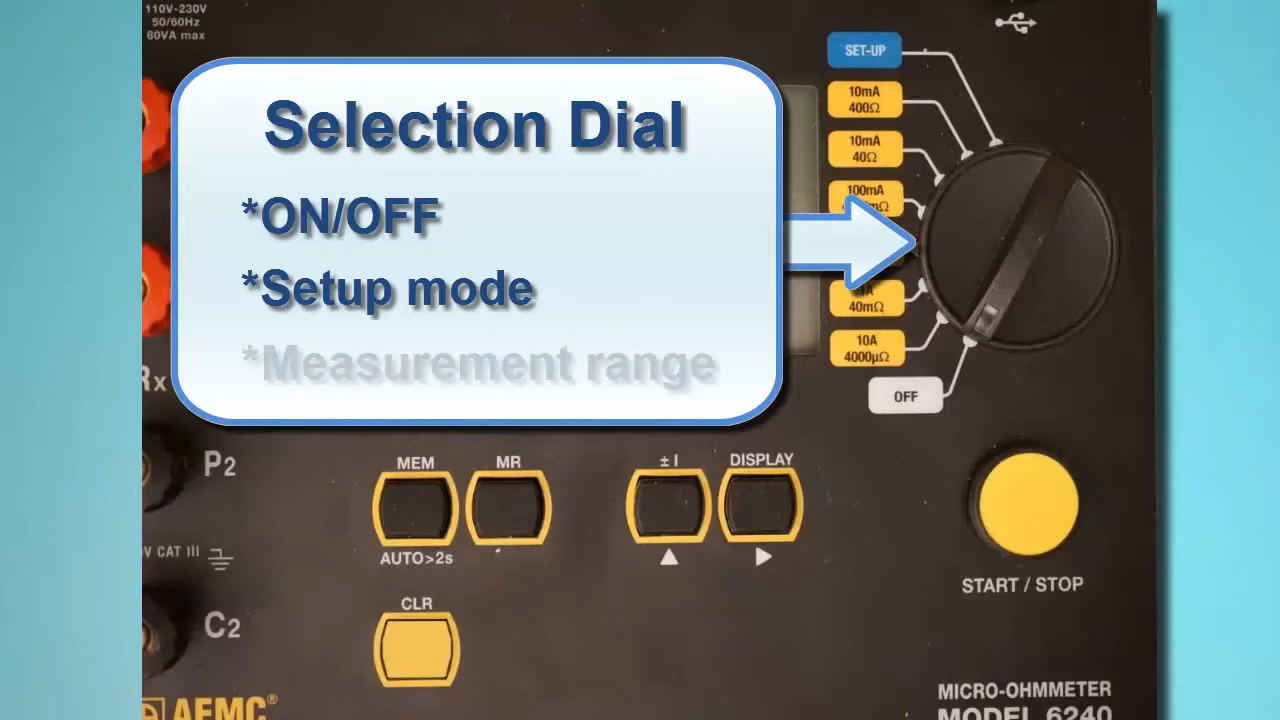 110V-230V
50/60Hz
80VA max
Selection Dial
*ON/OFF
*Setup mode
*Measurement range
SET-UP
10mA
400Ω
10mA
40Ω
100mA
1A
40mΩ
10A
4000µΩ
OFF
Rx
P2
MEM
MR
± I
DISPLAY
AUTO>2s
V CAT III
START / STOP
CLR
C2
AEMC®
MICRO-OHMMETER
MODEL 6240